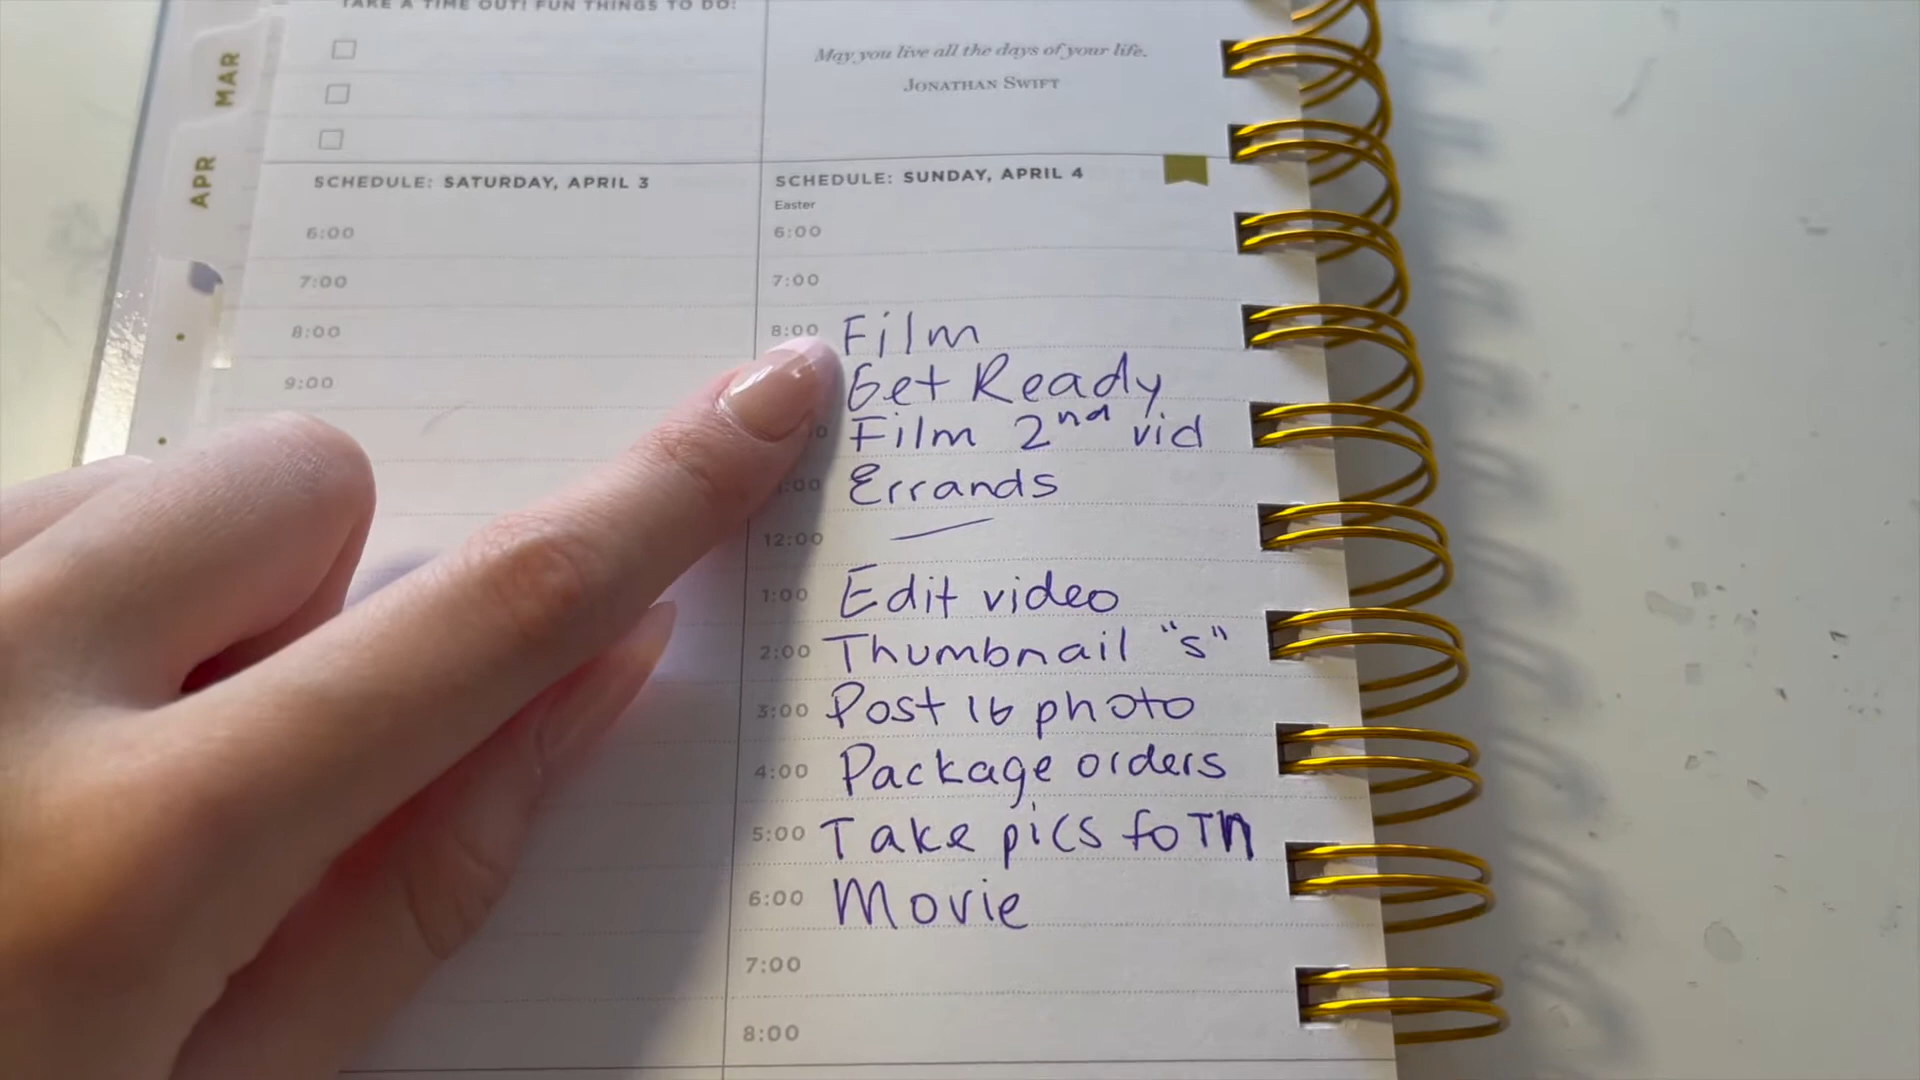 TAKE A TIME OUT! FUN THINGS TO DO:
May you live all the days of your life.
JONATHAN SWIFT
MAR
APR
SCHEDULE: SATURDAY, APRIL 3
6:00
7:00
8:00
9:00
SCHEDULE: SUNDAY, APRIL 4
Easter
6:00
7:00
8:00 Film
Get Ready
Film 2nd vid
:00 Errands
12:00
1:00 Edit video
2:00 Thumbnail "s"
3:00 Post 16 photo
4:00 Package orders
5:00 Take pics fo Tn
6:00 Movie
7:00
8:00